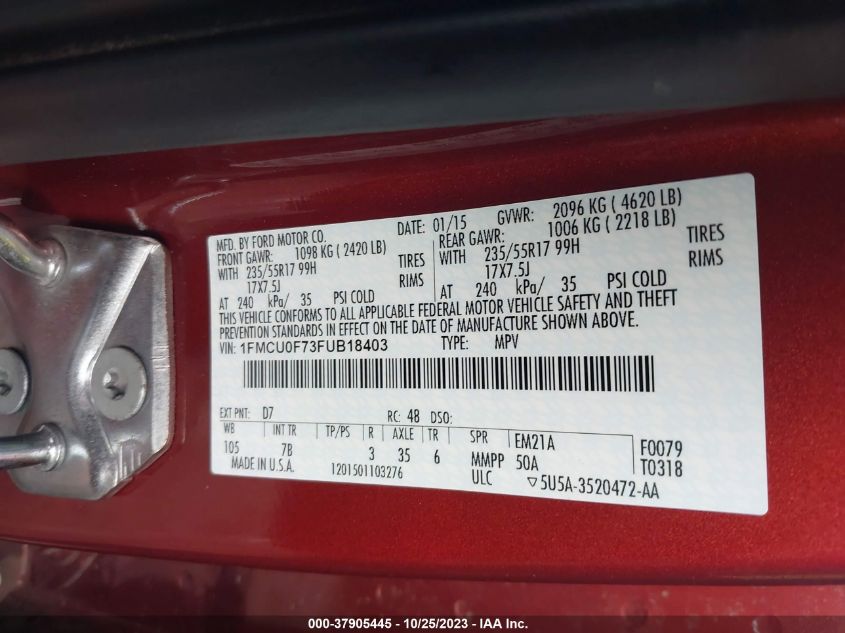 MFD. BY FORD MOTOR CO. DATE: 01/15 GVWR: 2096 KG ( 4620 LB)
FRONT GAWR: 1098 KG ( 2420 LB) REAR GAWR: 1006 KG ( 2218 LB)
WITH 235/55R17 99H TIRES WITH 235/55R17 99H TIRES
17X7.5J RIMS 17X7.5J RIMS
AT 240 kPa/ 35 PSI COLD AT 240 kPa/ 35 PSI COLD
THIS VEHICLE CONFORMS TO ALL APPLICABLE FEDERAL MOTOR VEHICLE SAFETY AND THEFT
PREVENTION STANDARDS IN EFFECT ON THE DATE OF MANUFACTURE SHOWN ABOVE.
VIN: 1FMCU0F73FUB18403 TYPE: MPV
EXT PNT: D7 RC: 48 DSO:
WB INT TR TP/PS R AXLE TR SPR EM21A F0079
105 7B 3 35 6 MMPP 50A T0318
MADE IN U.S.A. 1201501103276 ULC ▽5U5A-3520472-AA
000-37905445 - 10/25/2023 - IAA Inc.